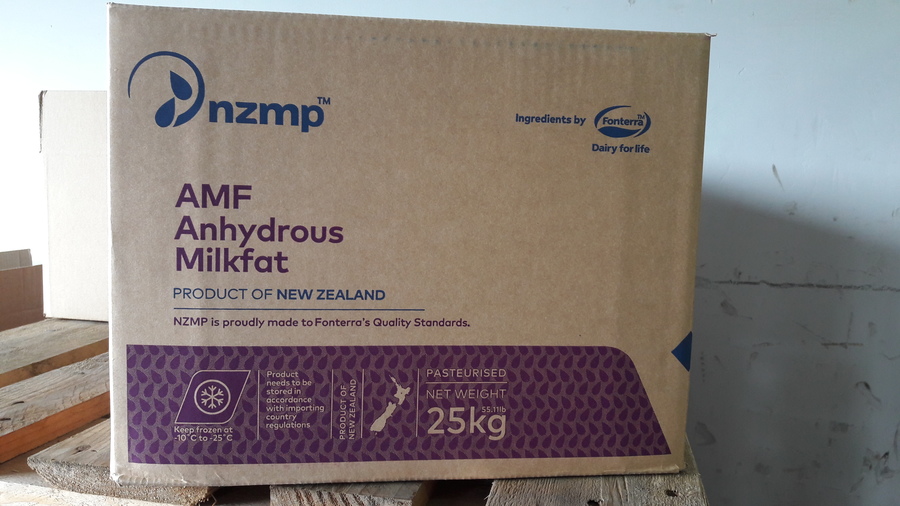 nzmp™
Ingredients by Fonterra™
Dairy for life
AMF
Anhydrous
Milkfat
PRODUCT OF NEW ZEALAND
NZMP is proudly made to Fonterra's Quality Standards.
Keep frozen at
-10°C to -25°C
Product
needs to be
stored in
accordance
with importing
country
regulations
PRODUCT OF
NEW ZEALAND
PASTEURISED
NET WEIGHT
25kg
55.11lb